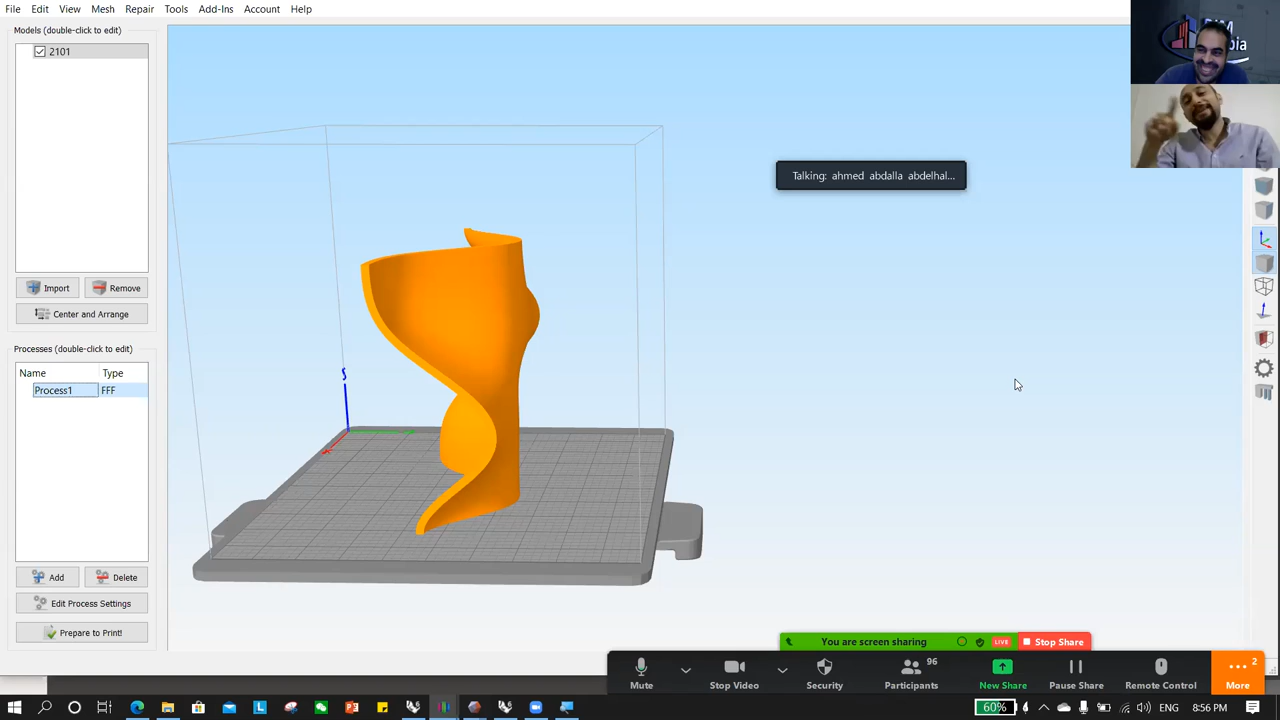 File Edit View Mesh Repair Tools Add-Ins Account Help
Models (double-click to edit)
2101
Import Remove
Center and Arrange
Processes (double-click to edit)
Name Type
Process1 FFF
Add Delete
Edit Process Settings
Prepare to Print!
Talking: ahmed abdalla abdelhal...
You are screen sharing LIVE Stop Share
Mute Stop Video Security 96 Participants New Share Pause Share Remote Control 2 More
60% 8:56 PM